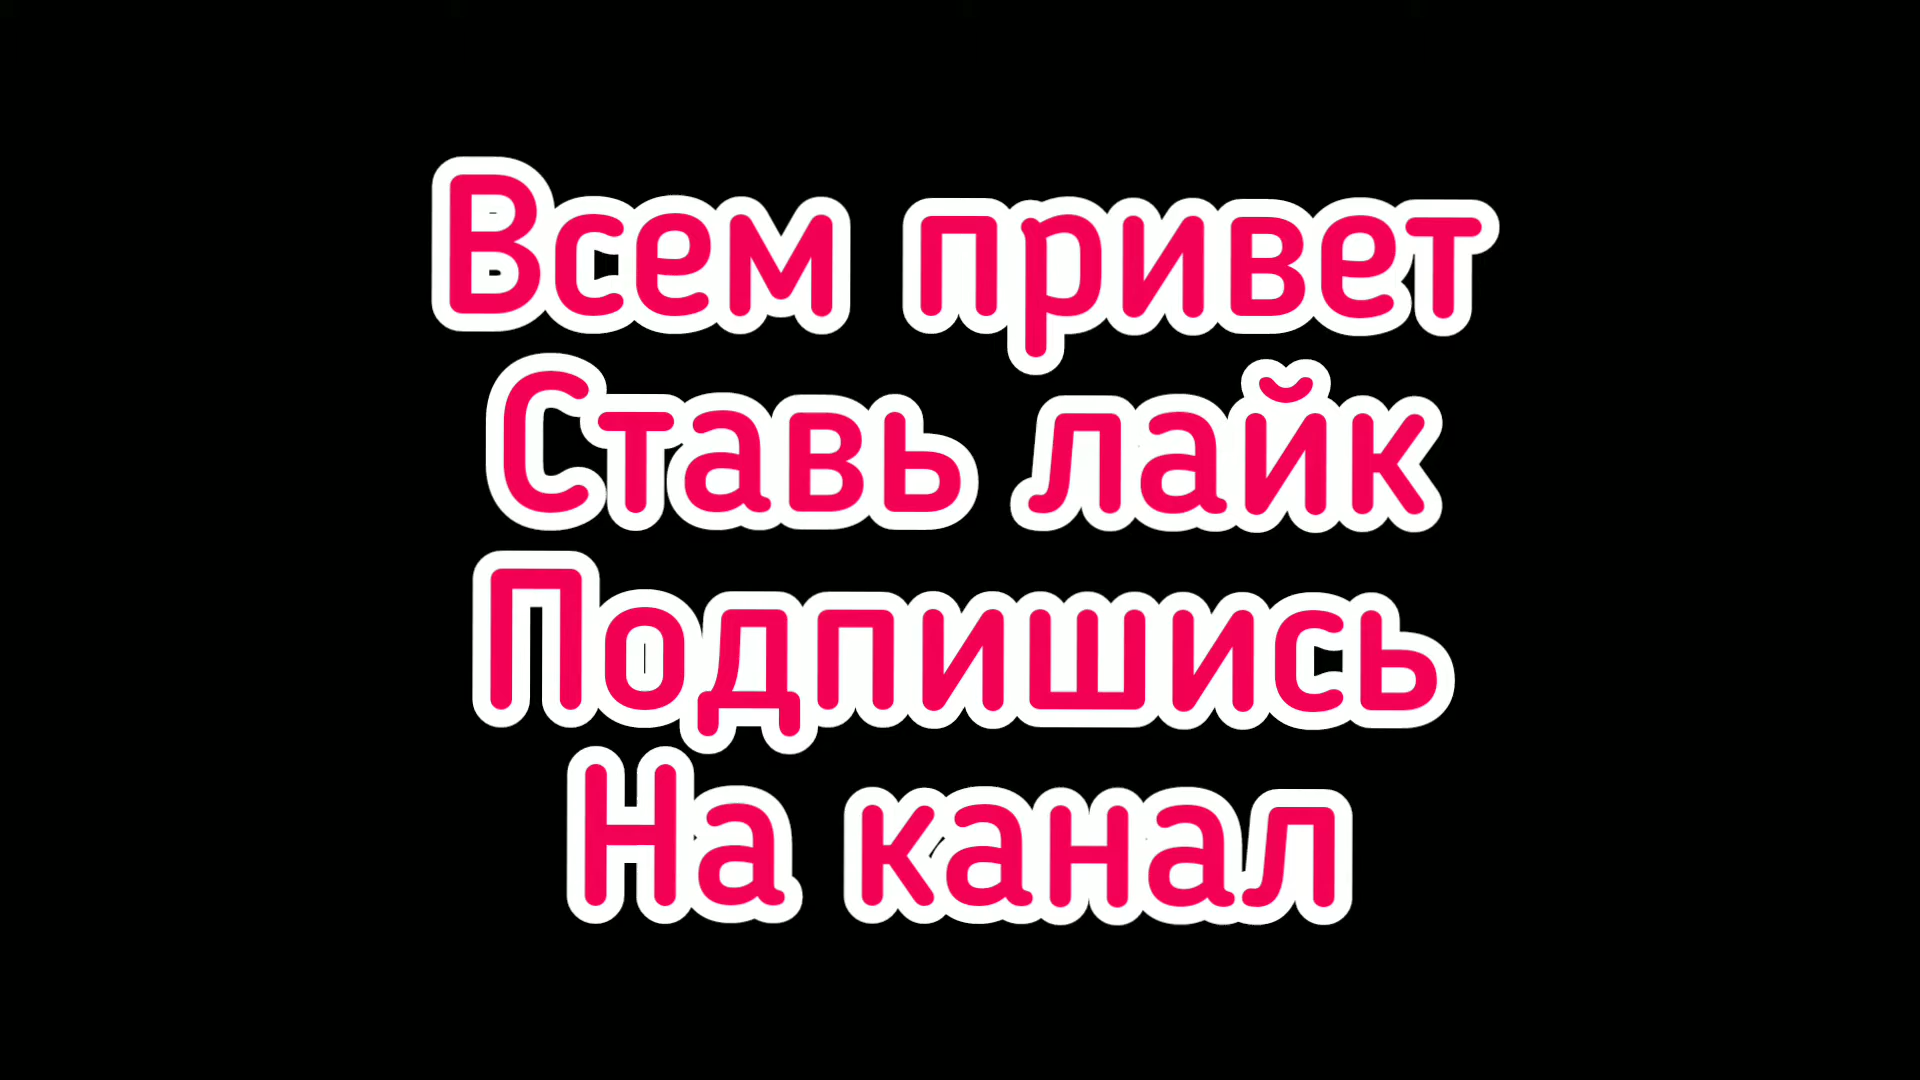 Всем привет
Ставь лайк
Подпишись
На канал